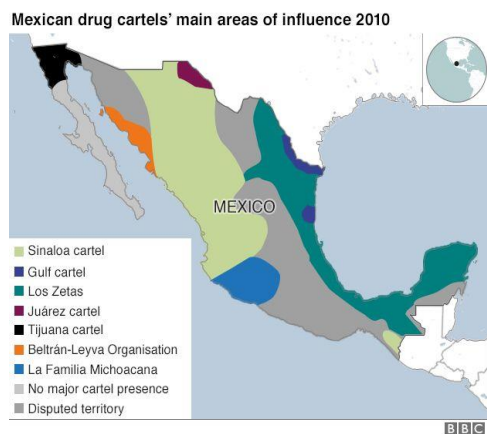 Mexican drug cartels' main areas of influence 2010
MEXICO
Sinaloa cartel
Gulf cartel
Los Zetas
Juárez cartel
Tijuana cartel
Beltrán-Leyva Organisation
La Familia Michoacana
No major cartel presence
Disputed territory
BBC